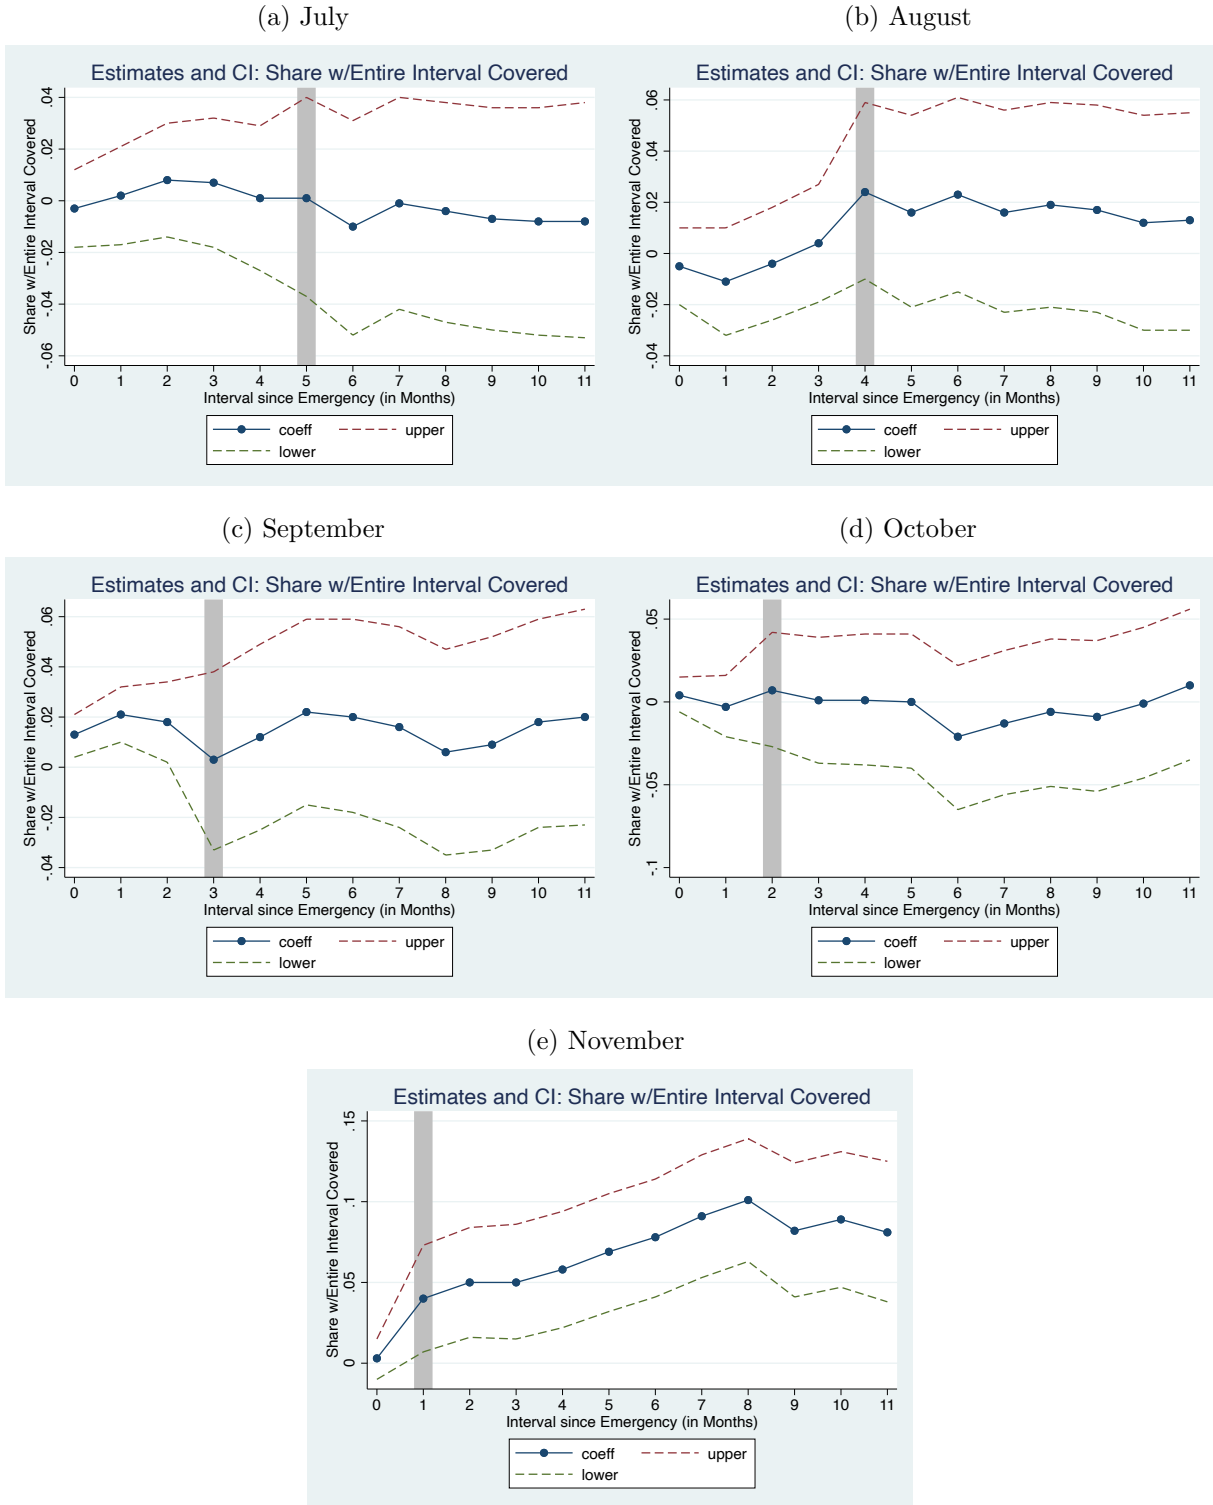 (a) July
Estimates and CI: Share w/Entire Interval Covered
Share w/Entire Interval Covered
.04
.02
0
-.02
-.04
-.06
0 1 2 3 4 5 6 7 8 9 10 11
Interval since Emergency (in Months)
coeff upper
lower
(b) August
Estimates and CI: Share w/Entire Interval Covered
Share w/Entire Interval Covered
.06
.04
.02
0
-.02
-.04
0 1 2 3 4 5 6 7 8 9 10 11
Interval since Emergency (in Months)
coeff upper
lower
(c) September
Estimates and CI: Share w/Entire Interval Covered
Share w/Entire Interval Covered
.06
.04
.02
0
-.02
-.04
0 1 2 3 4 5 6 7 8 9 10 11
Interval since Emergency (in Months)
coeff upper
lower
(d) October
Estimates and CI: Share w/Entire Interval Covered
Share w/Entire Interval Covered
.05
0
-.05
-.1
0 1 2 3 4 5 6 7 8 9 10 11
Interval since Emergency (in Months)
coeff upper
lower
(e) November
Estimates and CI: Share w/Entire Interval Covered
Share w/Entire Interval Covered
.15
.1
.05
0
0 1 2 3 4 5 6 7 8 9 10 11
Interval since Emergency (in Months)
coeff upper
lower